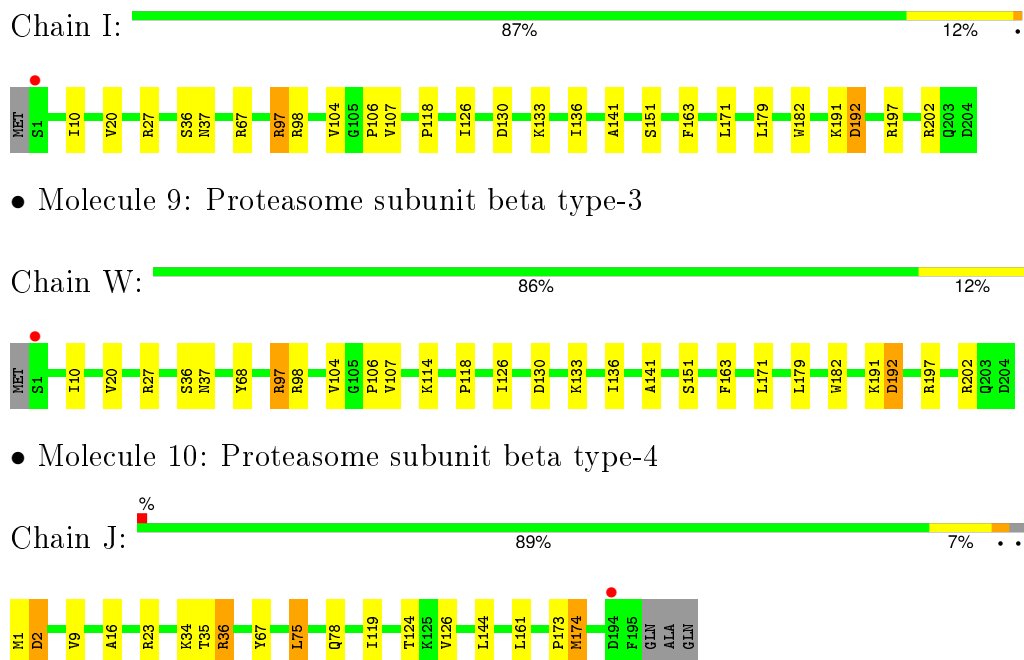 Chain I:
87% 12% •
MET S1 I10 V20 R27 S36 N37 R67 R97 R98 V104 G105 P106 V107 P118 I126 D130 K133 I136 A141 S151 F163 L171 L179 W182 K191 D192 R197 R202 Q203 D204
• Molecule 9: Proteasome subunit beta type-3
Chain W:
86% 12%
MET S1 I10 V20 R27 S36 N37 Y68 R97 R98 V104 G105 P106 V107 K114 P118 I126 D130 K133 I136 A141 S151 F163 L171 L179 W182 K191 D192 R197 R202 Q203 D204
• Molecule 10: Proteasome subunit beta type-4
%
Chain J:
89% 7% • •
M1 D2 V9 A16 R23 K34 T35 R36 Y67 L75 Q78 I119 T124 K125 V126 L144 L161 P173 M174 D194 F195 GLN ALA GLN